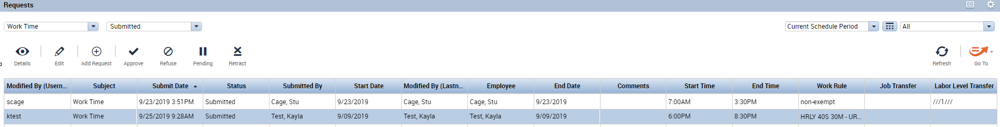 Requests
Work Time Submitted Current Schedule Period All
Details Edit Add Request Approve Refuse Pending Retract Refresh Go To
Modified By (Usern... Subject Submit Date Status Submitted By Start Date Modified By (Lastn... Employee End Date Comments Start Time End Time Work Rule Job Transfer Labor Level Transfer
scage Work Time 9/23/2019 3:51PM Submitted Cage, Stu 9/23/2019 Cage, Stu Cage, Stu 9/23/2019 7:00AM 3:30PM non-exempt ///1///
ktest Work Time 9/25/2019 9:28AM Submitted Test, Kayla 9/09/2019 Test, Kayla Test, Kayla 9/09/2019 6:00PM 8:30PM HRLY 40S 30M - UR...